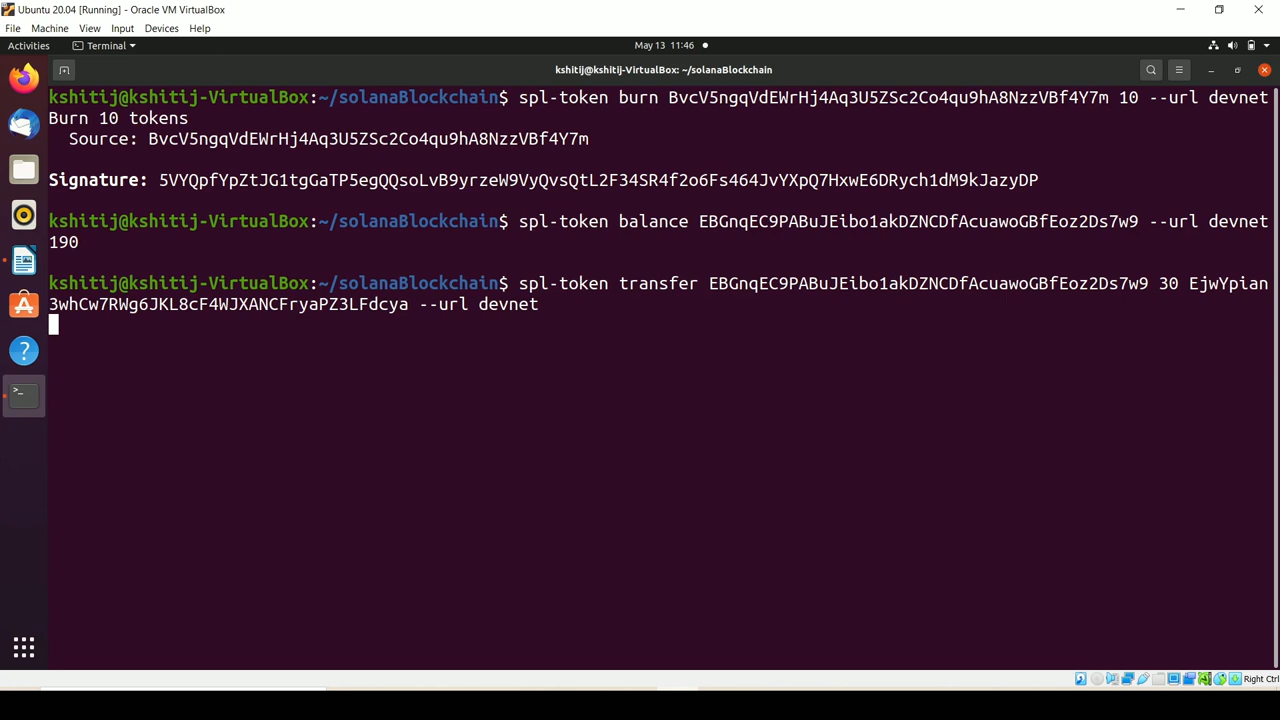 Ubuntu 20.04 [Running] - Oracle VM VirtualBox
File Machine View Input Devices Help
Activities Terminal May 13 11:46
kshitij@kshitij-VirtualBox: ~/solanaBlockchain
kshitij@kshitij-VirtualBox:~/solanaBlockchain$ spl-token burn BvcV5ngqVdEWrHj4Aq3U5ZSc2Co4qu9hA8NzzVBf4Y7m 10 --url devnet
Burn 10 tokens
Source: BvcV5ngqVdEWrHj4Aq3U5ZSc2Co4qu9hA8NzzVBf4Y7m
Signature: 5VYQpfYpZtJG1tgGaTP5egQQsoLvB9yrzeW9VyQvsQtL2F34SR4f2o6Fs464JvYXpQ7HxwE6DRych1dM9kJazyDP
kshitij@kshitij-VirtualBox:~/solanaBlockchain$ spl-token balance EBGnqEC9PABuJEibo1akDZNCDfAcuawoGBfEoz2Ds7w9 --url devnet
190
kshitij@kshitij-VirtualBox:~/solanaBlockchain$ spl-token transfer EBGnqEC9PABuJEibo1akDZNCDfAcuawoGBfEoz2Ds7w9 30 EjwYpian
3whCw7RWg6JKL8cF4WJXANCFryaPZ3LFdcya --url devnet
Right Ctrl